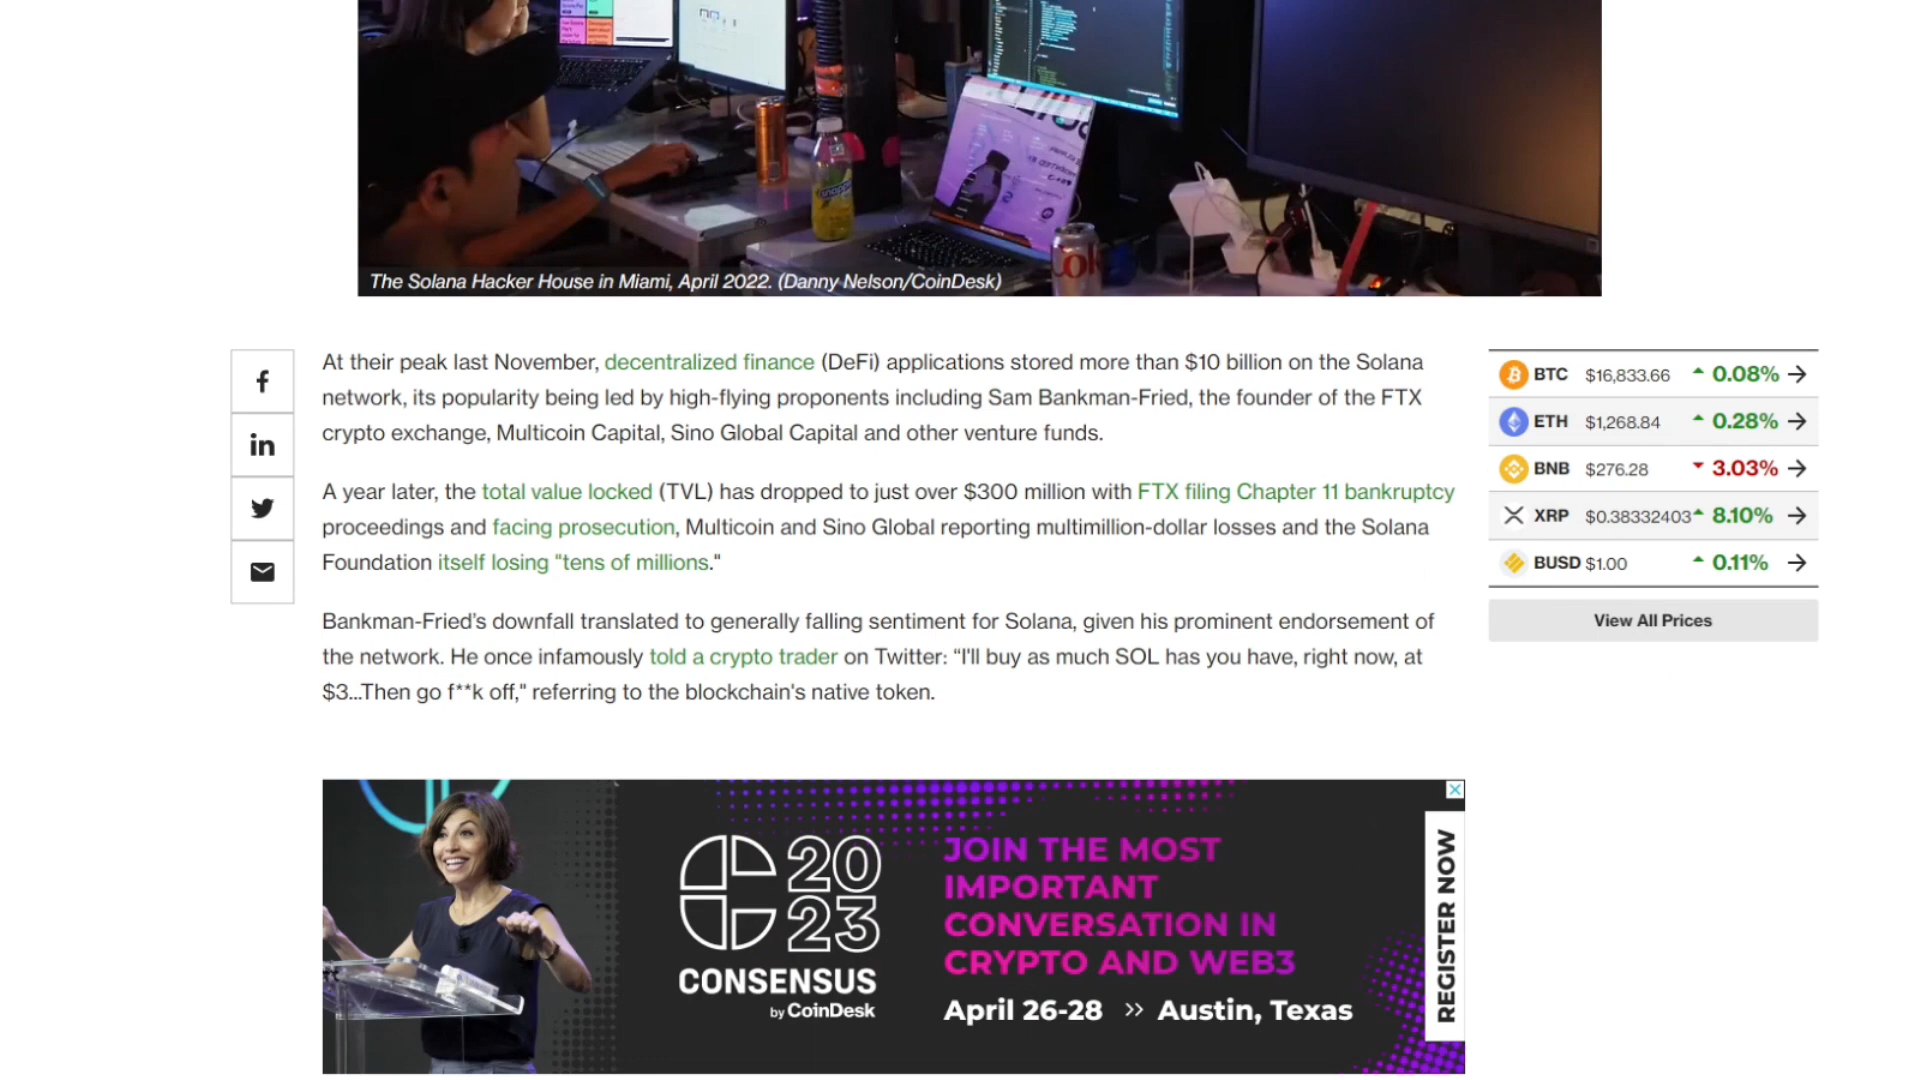 The Solana Hacker House in Miami, April 2022. (Danny Nelson/CoinDesk)
At their peak last November, decentralized finance (DeFi) applications stored more than $10 billion on the Solana
network, its popularity being led by high-flying proponents including Sam Bankman-Fried, the founder of the FTX
crypto exchange, Multicoin Capital, Sino Global Capital and other venture funds.
A year later, the total value locked (TVL) has dropped to just over $300 million with FTX filing Chapter 11 bankruptcy
proceedings and facing prosecution, Multicoin and Sino Global reporting multimillion-dollar losses and the Solana
Foundation itself losing "tens of millions."
Bankman-Fried's downfall translated to generally falling sentiment for Solana, given his prominent endorsement of
the network. He once infamously told a crypto trader on Twitter: “I'll buy as much SOL has you have, right now, at
$3...Then go f**k off," referring to the blockchain's native token.
BTC $16,833.66 0.08%
ETH $1,268.84 0.28%
BNB $276.28 3.03%
XRP $0.38332403 8.10%
BUSD $1.00 0.11%
View All Prices
2023
CONSENSUS
by CoinDesk
JOIN THE MOST
IMPORTANT
CONVERSATION IN
CRYPTO AND WEB3
April 26-28 >> Austin, Texas
REGISTER NOW